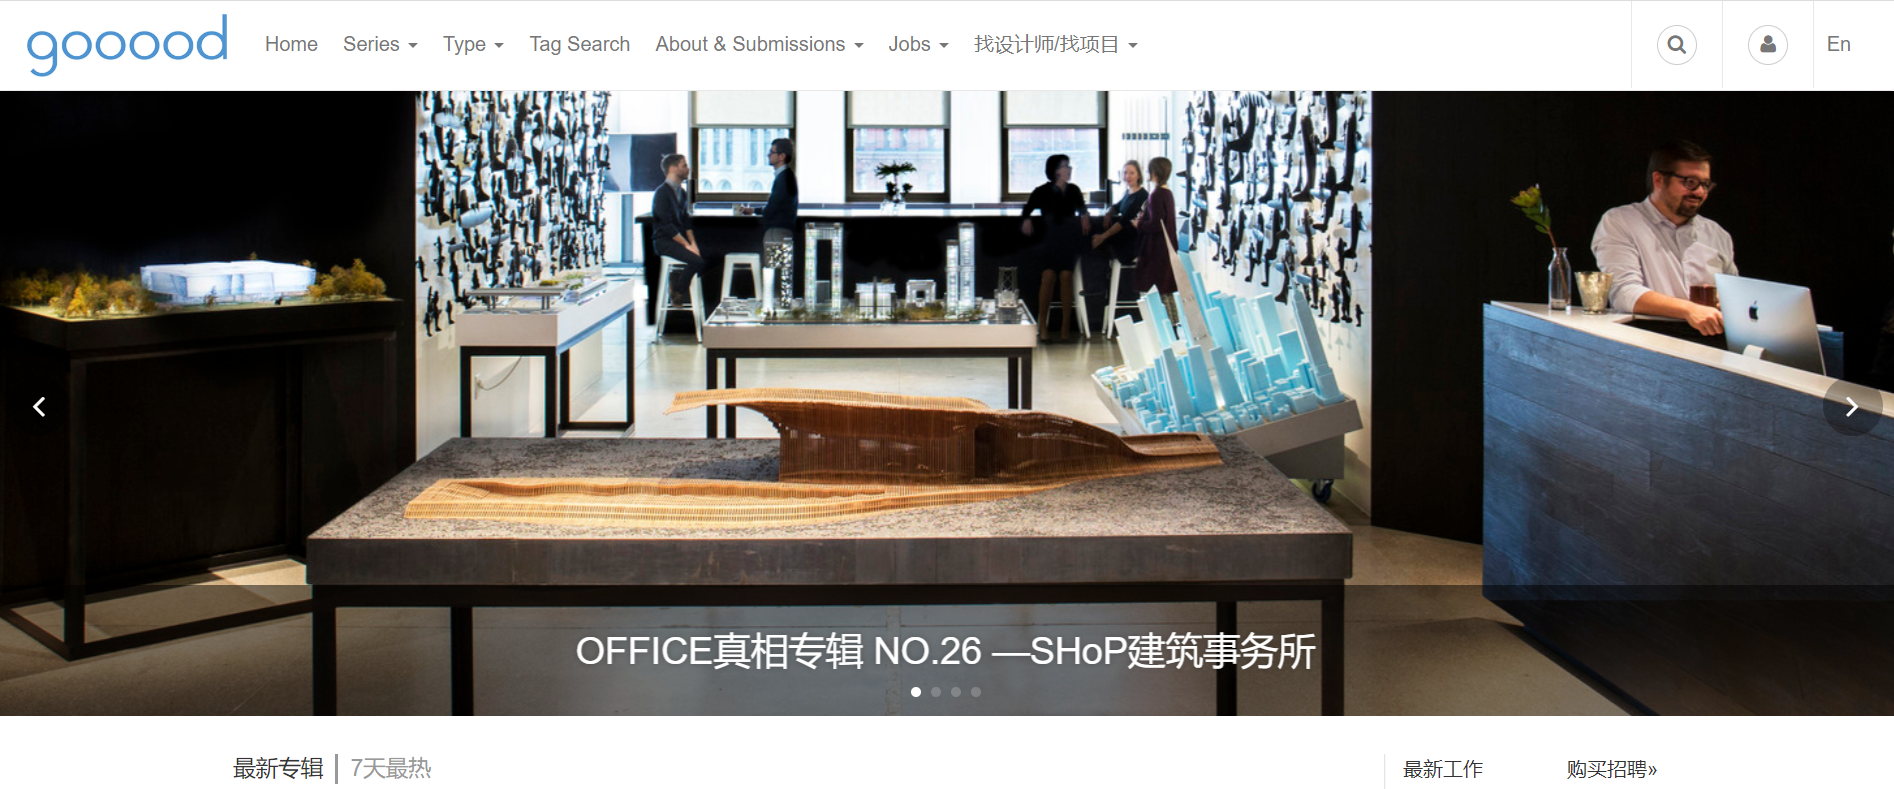 gooood
Home Series Type Tag Search About & Submissions Jobs 找设计师/找项目 En
OFFICE真相专辑 NO.26 —SHoP建筑事务所
最新专辑 7天最热 最新工作 购买招聘»